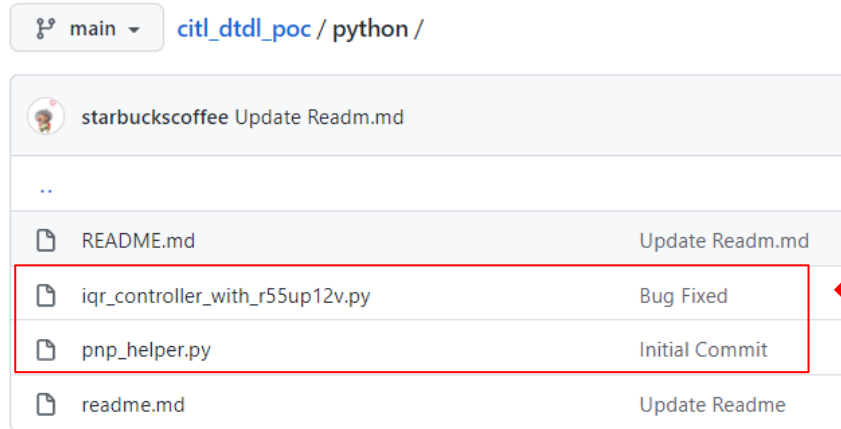 main
citl_dtdl_poc / python /
starbuckscoffee Update Readm.md
..
README.md Update Readm.md
iqr_controller_with_r55up12v.py Bug Fixed
pnp_helper.py Initial Commit
readme.md Update Readme